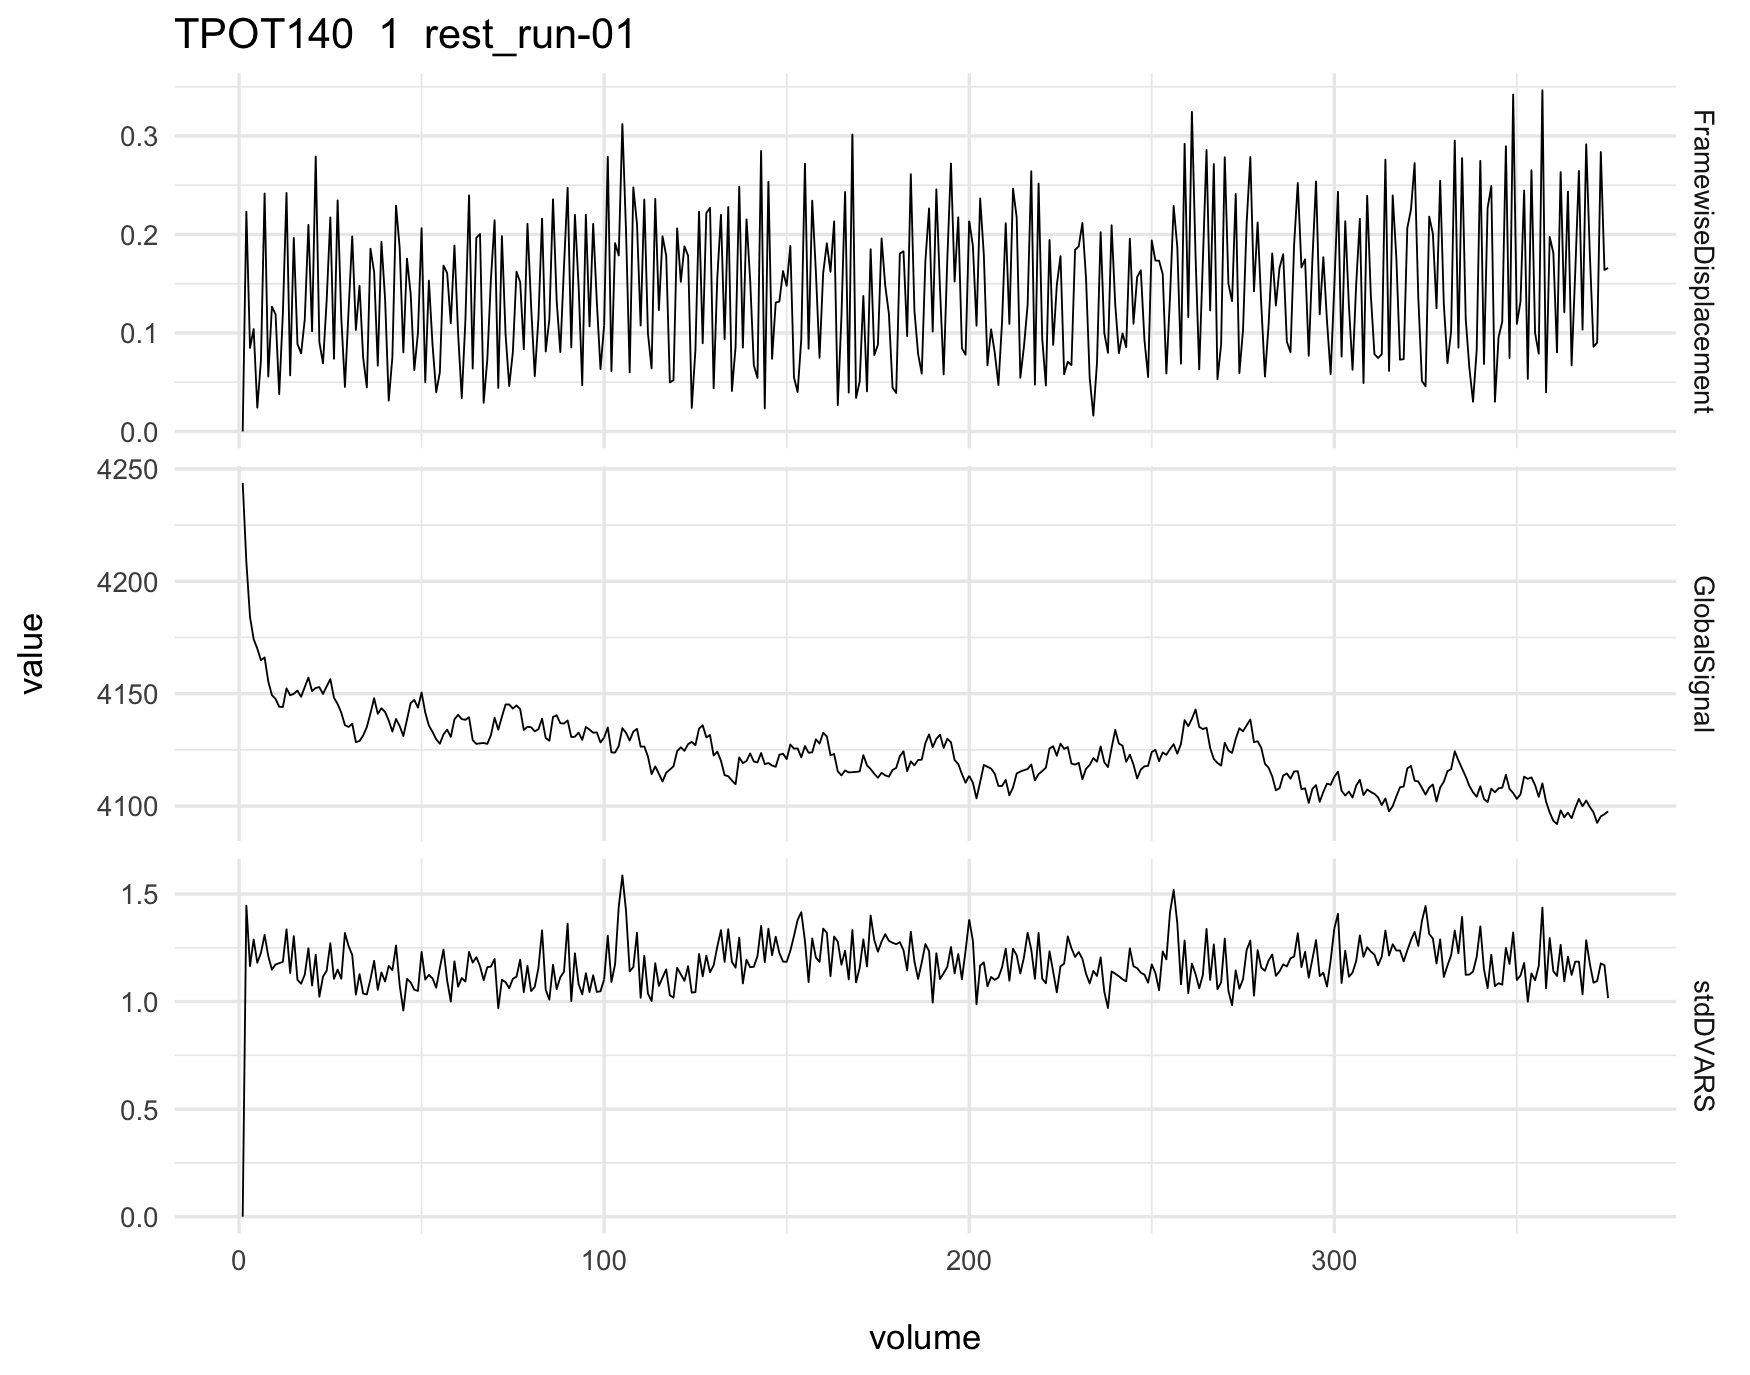 TPOT140 1 rest_run-01
0.3
0.2
0.1
0.0
FramewiseDisplacement
4250
4200
4150
4100
GlobalSignal
value
1.5
1.0
0.5
0.0
stdDVARS
0 100 200 300
volume